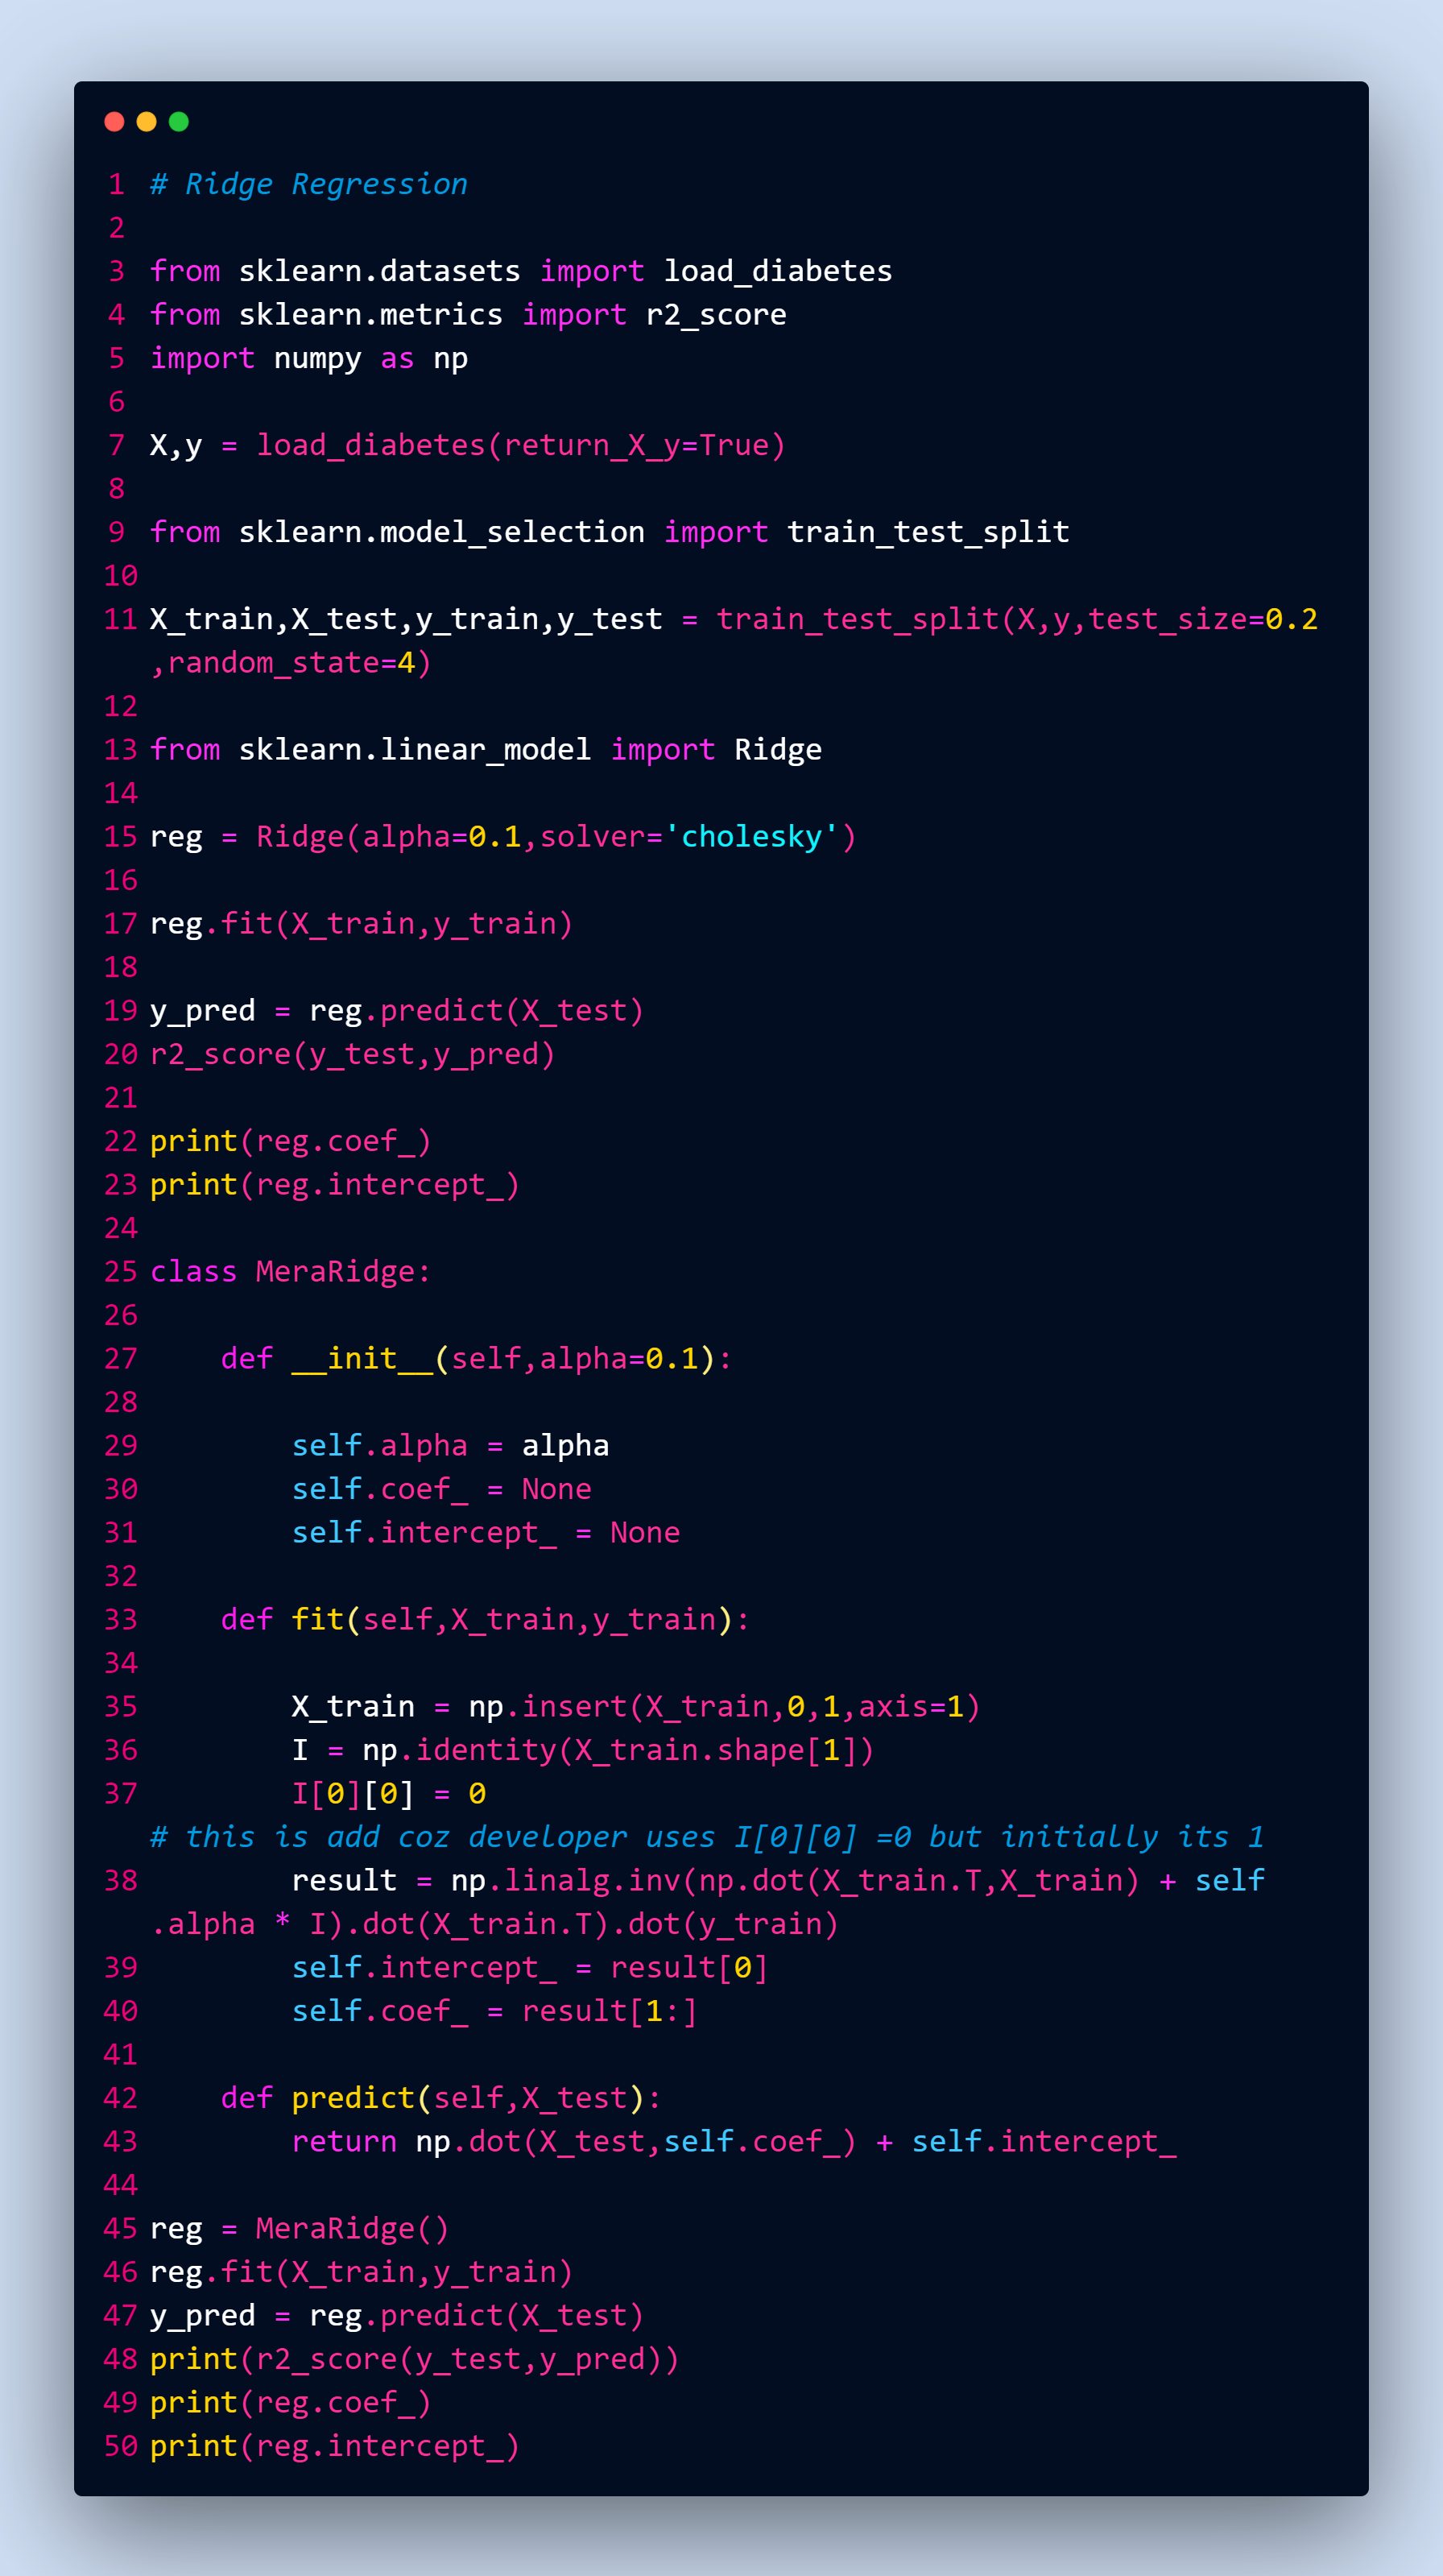 1 # Ridge Regression
2
3 from sklearn.datasets import load_diabetes
4 from sklearn.metrics import r2_score
5 import numpy as np
6
7 X,y = load_diabetes(return_X_y=True)
8
9 from sklearn.model_selection import train_test_split
10
11 X_train,X_test,y_train,y_test = train_test_split(X,y,test_size=0.2
,random_state=4)
12
13 from sklearn.linear_model import Ridge
14
15 reg = Ridge(alpha=0.1,solver='cholesky')
16
17 reg.fit(X_train,y_train)
18
19 y_pred = reg.predict(X_test)
20 r2_score(y_test,y_pred)
21
22 print(reg.coef_)
23 print(reg.intercept_)
24
25 class MeraRidge:
26
27     def __init__(self,alpha=0.1):
28
29         self.alpha = alpha
30         self.coef_ = None
31         self.intercept_ = None
32
33     def fit(self,X_train,y_train):
34
35         X_train = np.insert(X_train,0,1,axis=1)
36         I = np.identity(X_train.shape[1])
37         I[0][0] = 0
# this is add coz developer uses I[0][0] =0 but initially its 1
38         result = np.linalg.inv(np.dot(X_train.T,X_train) + self
.alpha * I).dot(X_train.T).dot(y_train)
39         self.intercept_ = result[0]
40         self.coef_ = result[1:]
41
42     def predict(self,X_test):
43         return np.dot(X_test,self.coef_) + self.intercept_
44
45 reg = MeraRidge()
46 reg.fit(X_train,y_train)
47 y_pred = reg.predict(X_test)
48 print(r2_score(y_test,y_pred))
49 print(reg.coef_)
50 print(reg.intercept_)